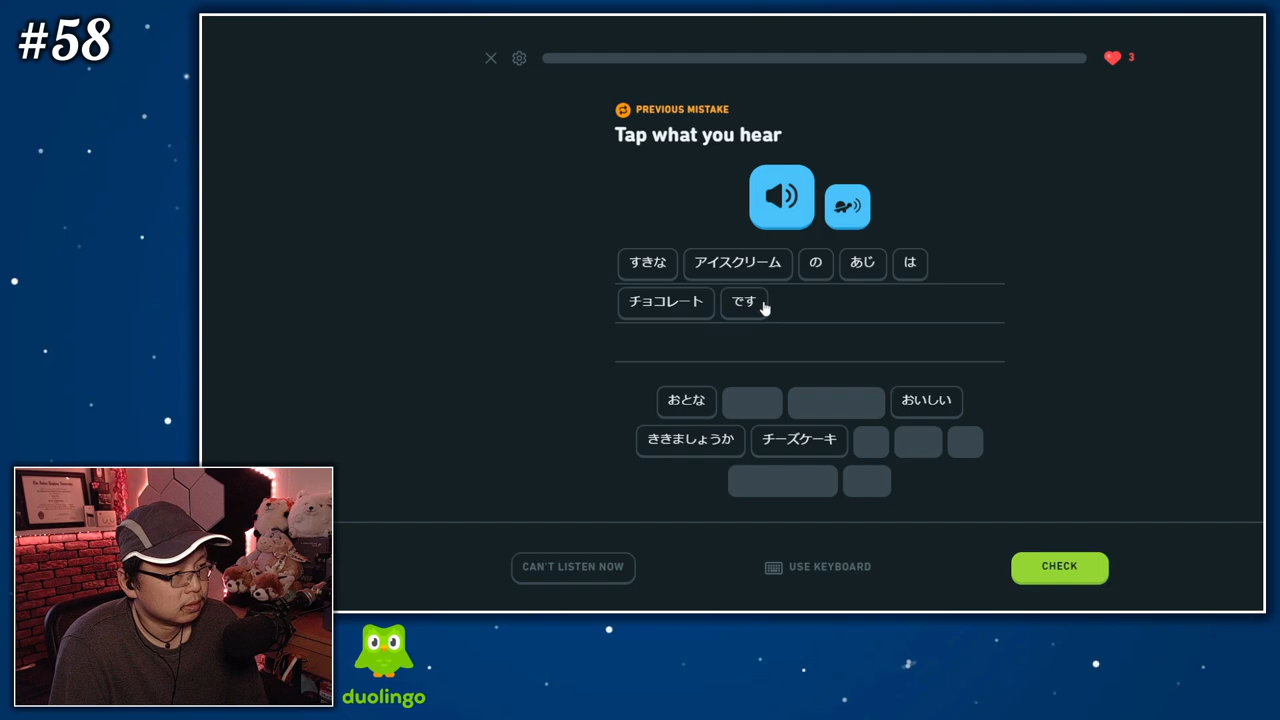 #58
3
PREVIOUS MISTAKE
Tap what you hear
すきな アイスクリーム の あじ は
チョコレート です
おとな おいしい
ききましょうか チーズケーキ
CAN'T LISTEN NOW USE KEYBOARD CHECK
duolingo